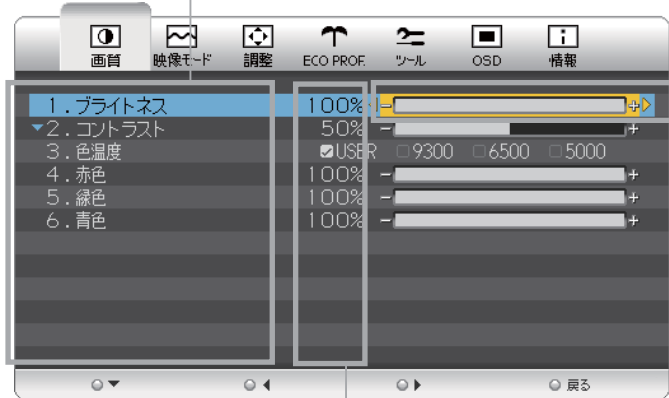 画質 映像モード 調整 ECO PROF. ツール OSD 情報
1.ブライトネス 100% - +
2.コントラスト 50% - +
3.色温度 USER 9300 6500 5000
4.赤色 100% - +
5.緑色 100% - +
6.青色 100% - +
戻る